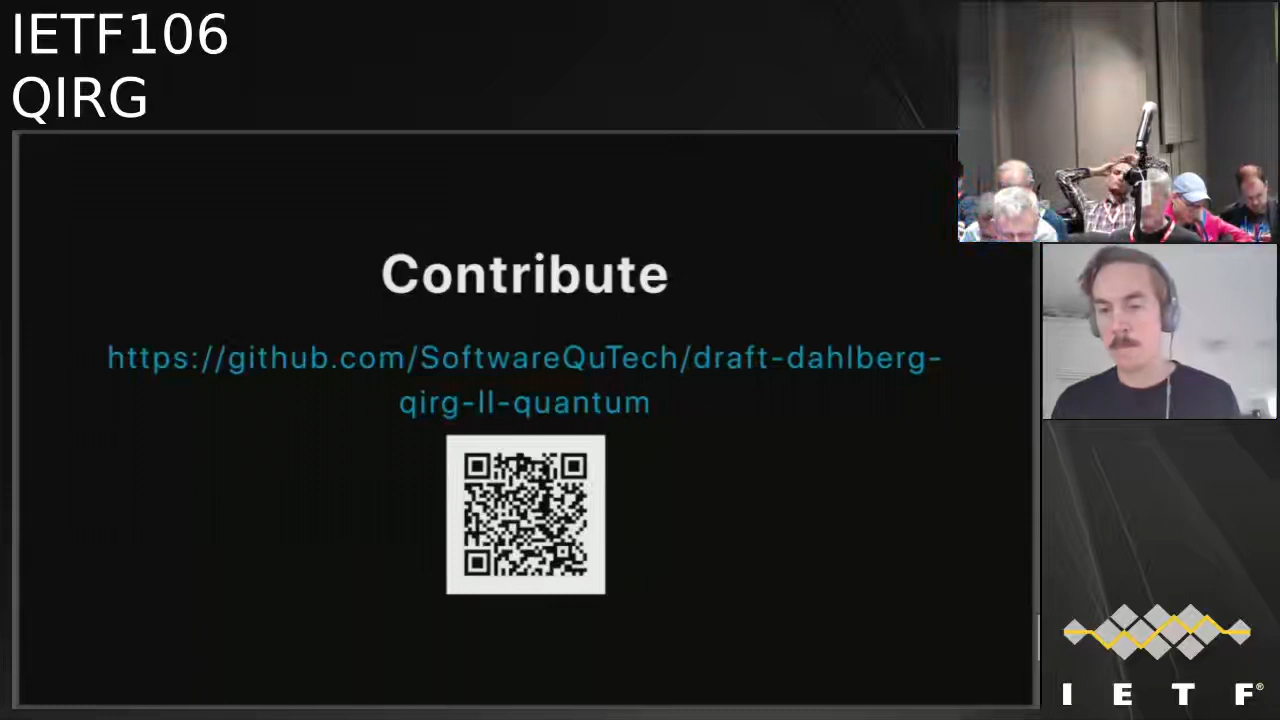 IETF106
QIRG
Contribute
https://github.com/SoftwareQuTech/draft-dahlberg-
qirg-ll-quantum
I E T F®